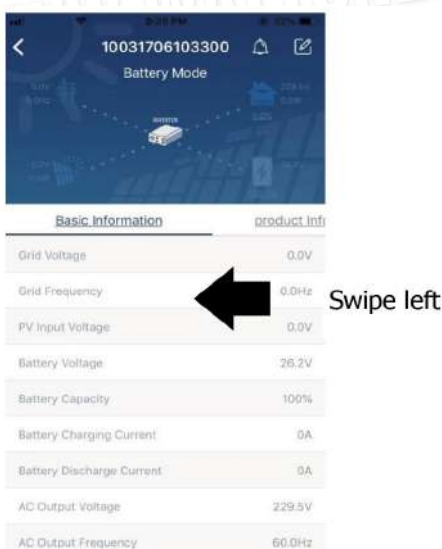 10031706103300
Battery Mode
INVERTER
Basic Information
product Inf
Grid Voltage 0.0V
Grid Frequency 0.0Hz
Swipe left
PV Input Voltage 0.0V
Battery Voltage 26.2V
Battery Capacity 100%
Battery Charging Current 0A
Battery Discharge Current 0A
AC Output Voltage 229.5V
AC Output Frequency 60.0Hz